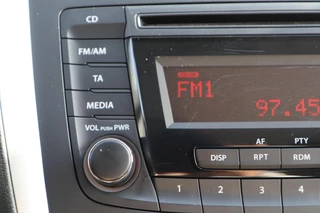 CD
FM/AM
TA
MEDIA
VOL PUSH PWR
FM1
97.45
AF PTY
DISP RPT RDM
1 2 3 4